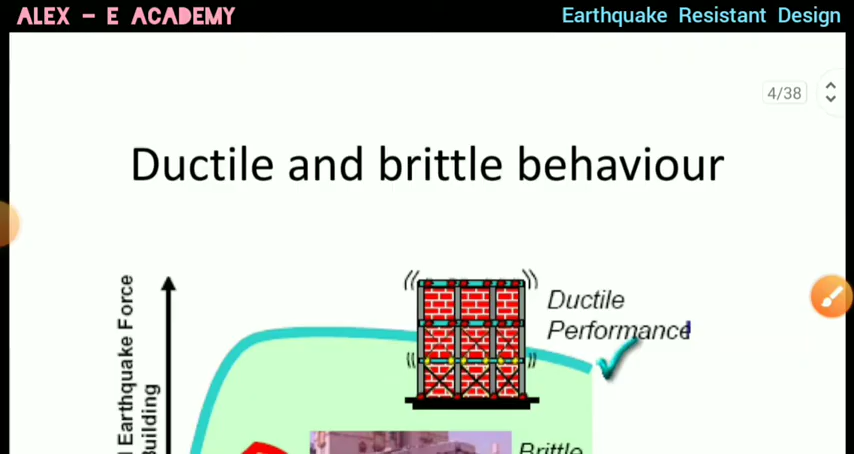 ALEX - E ACADEMY
Earthquake Resistant Design
4/38
Ductile and brittle behaviour
Earthquake Force
Building
Ductile
Performance
Brittle